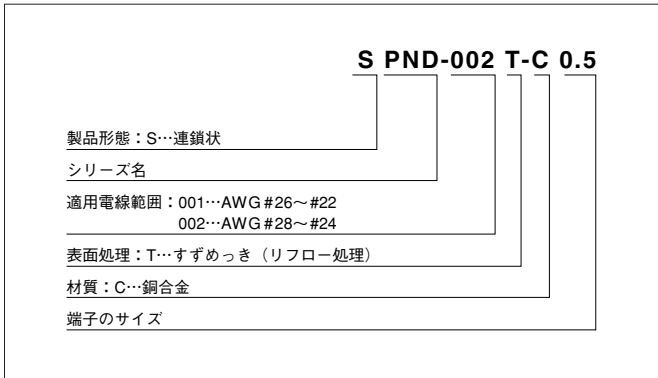 S PND-002 T-C 0.5
製品形態：S…連鎖状
シリーズ名
適用電線範囲：001…AWG #26～#22
002…AWG #28～#24
表面処理：T…すずめっき（リフロー処理）
材質：C…銅合金
端子のサイズ